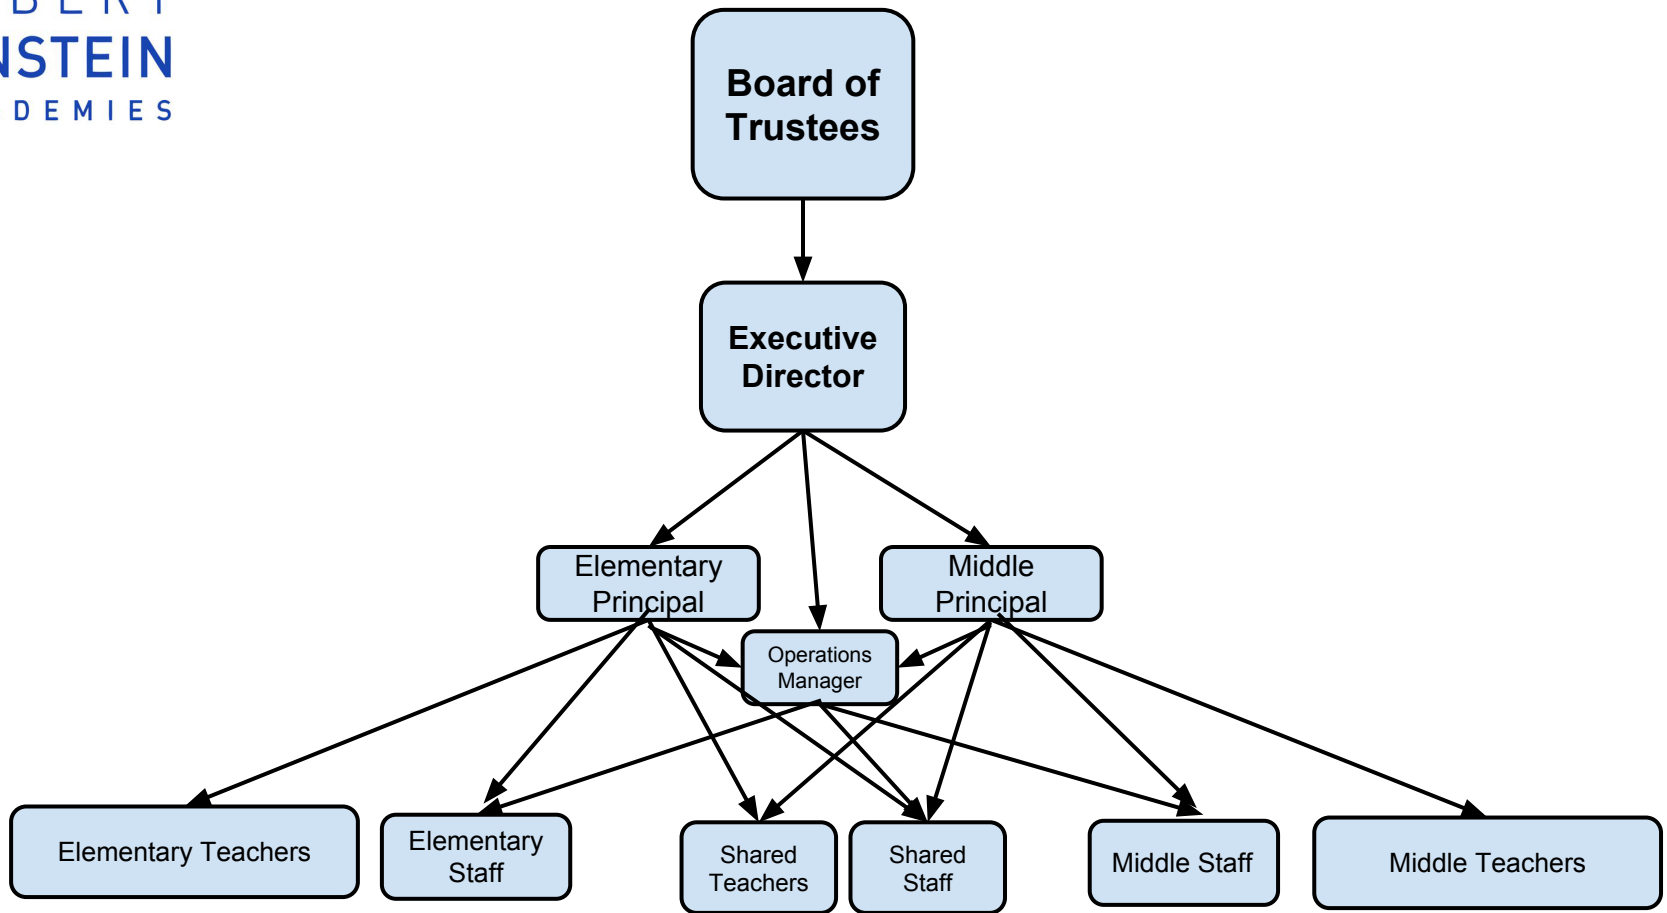 BERT
NSTEIN
DEMIES
Board of
Trustees
Executive
Director
Elementary
Principal
Middle
Principal
Operations
Manager
Elementary Teachers
Elementary
Staff
Shared
Teachers
Shared
Staff
Middle Staff
Middle Teachers